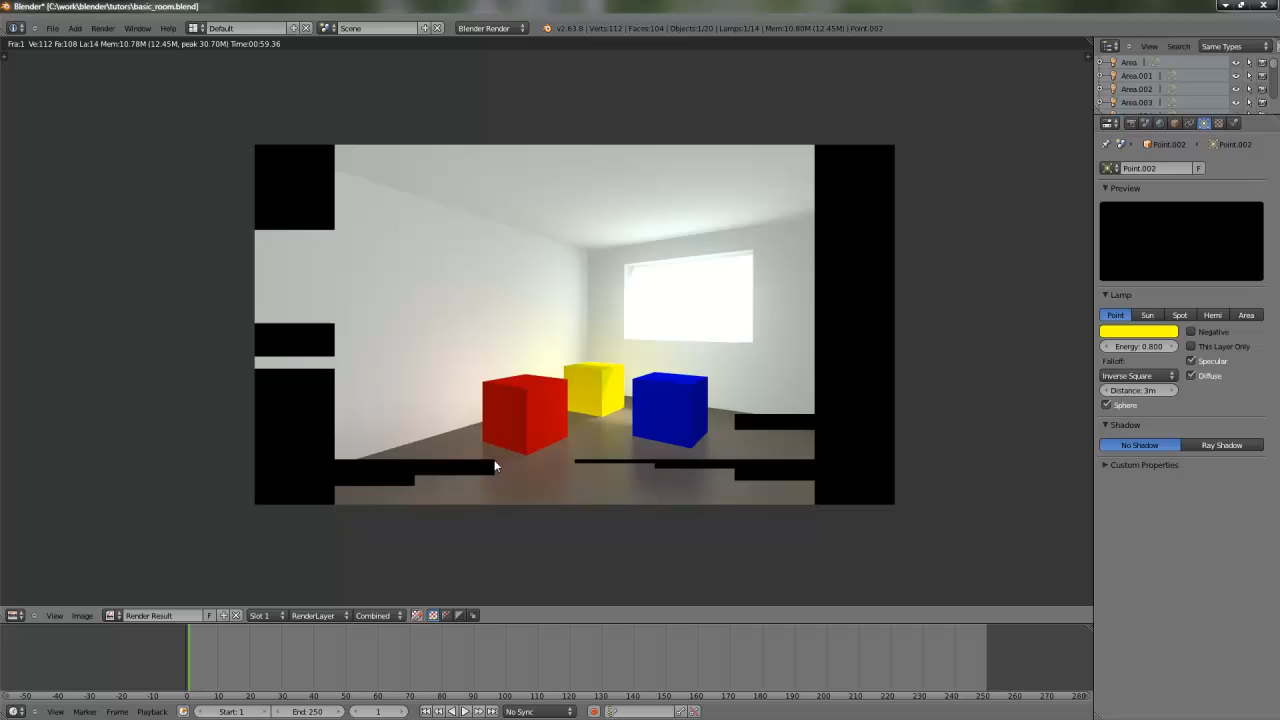 Blender* [C:\work\blender\tutors\basic_room.blend]
File Add Render Window Help Default Scene Blender Render v2.63.8 | Verts:112 | Faces:104 | Objects:1/20 | Lamps:1/14 | Mem:10.80M (12.45M) | Point.002
Fra:1 Ve:112 Fa:108 La:14 Mem:10.78M (12.45M, peak 30.70M) Time:00:59.36
View Search Same Types
Area
Area.001
Area.002
Area.003
Point.002 Point.002
Point.002 F
Preview
Lamp
Point Sun Spot Hemi Area
Negative
Energy: 0.800 This Layer Only
Falloff: Specular
Inverse Square Diffuse
Distance: 3m
Sphere
Shadow
No Shadow Ray Shadow
Custom Properties
View Image Render Result F Slot 1 RenderLayer Combined
-50 -40 -30 -20 -10 0 10 20 30 40 50 60 70 80 90 100 110 120 130 140 150 160 170 180 190 200 210 220 230 240 250 260 270 280
View Marker Frame Playback Start: 1 End: 250 1 No Sync